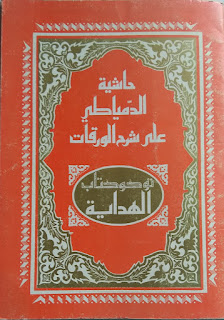 حاشية
الدمياطي
على شرح الورقات
توكو كتاب
الهداية